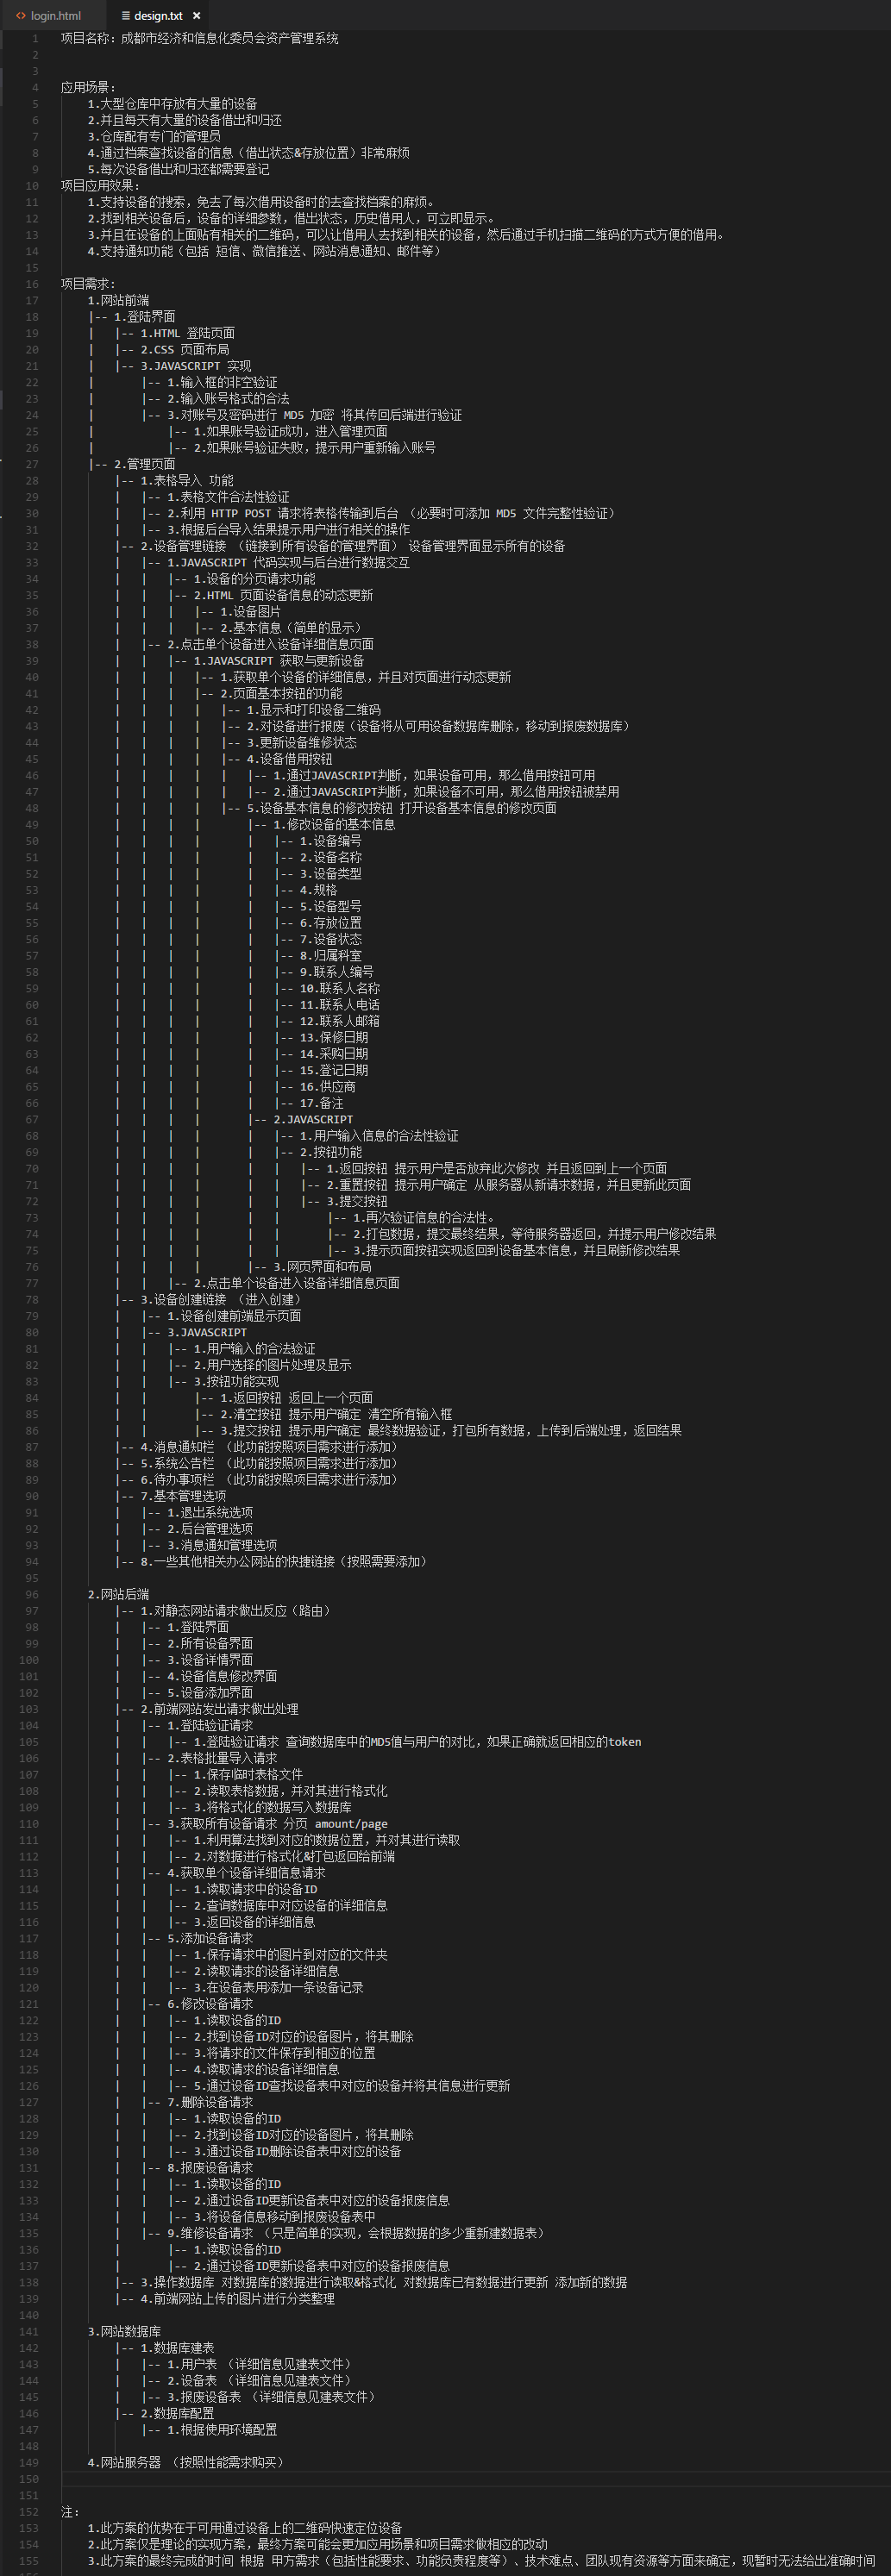 login.html
design.txt ×
1 项目名称: 成都市经济和信息化委员会资产管理系统
2
3
4 应用场景:
5 1.大型仓库中存放有大量的设备
6 2.并且每天有大量的设备借出和归还
7 3.仓库配有专门的管理员
8 4.通过档案查找设备的信息（借出状态&存放位置）非常麻烦
9 5.每次设备借出和归还都需要登记
10 项目应用效果:
11 1.支持设备的搜索，免去了每次借用设备时的去查找档案的麻烦。
12 2.找到相关设备后，设备的详细参数，借出状态，历史借用人，可立即显示。
13 3.并且在设备的上面贴有相关的二维码，可以让借用人去找到相关的设备，然后通过手机扫描二维码的方式方便的借用。
14 4.支持通知功能（包括 短信、微信推送、网站消息通知、邮件等）
15
16 项目需求:
17 1.网站前端
18 |-- 1.登陆界面
19 | |-- 1.HTML 登陆页面
20 | |-- 2.CSS 页面布局
21 | |-- 3.JAVASCRIPT 实现
22 | |-- 1.输入框的非空验证
23 | |-- 2.输入账号格式的合法
24 | |-- 3.对账号及密码进行 MD5 加密 将其传回后端进行验证
25 | |-- 1.如果账号验证成功，进入管理页面
26 | |-- 2.如果账号验证失败，提示用户重新输入账号
27 |-- 2.管理页面
28 |-- 1.表格导入 功能
29 | |-- 1.表格文件合法性验证
30 | |-- 2.利用 HTTP POST 请求将表格传输到后台 （必要时可添加 MD5 文件完整性验证）
31 | |-- 3.根据后台导入结果提示用户进行相关的操作
32 |-- 2.设备管理链接 （链接到所有设备的管理界面） 设备管理界面显示所有的设备
33 | |-- 1.JAVASCRIPT 代码实现与后台进行数据交互
34 | | |-- 1.设备的分页请求功能
35 | | |-- 2.HTML 页面设备信息的动态更新
36 | | | |-- 1.设备图片
37 | | | |-- 2.基本信息（简单的显示）
38 | |-- 2.点击单个设备进入设备详细信息页面
39 | | |-- 1.JAVASCRIPT 获取与更新设备
40 | | | |-- 1.获取单个设备的详细信息，并且对页面进行动态更新
41 | | | |-- 2.页面基本按钮的功能
42 | | | | |-- 1.显示和打印设备二维码
43 | | | | |-- 2.对设备进行报废（设备将从可用设备数据库删除，移动到报废数据库）
44 | | | | |-- 3.更新设备维修状态
45 | | | | |-- 4.设备借用按钮
46 | | | | | |-- 1.通过JAVASCRIPT判断，如果设备可用，那么借用按钮可用
47 | | | | | |-- 2.通过JAVASCRIPT判断，如果设备不可用，那么借用按钮被禁用
48 | | | | |-- 5.设备基本信息的修改按钮 打开设备基本信息的修改页面
49 | | | | |-- 1.修改设备的基本信息
50 | | | | | |-- 1.设备编号
51 | | | | | |-- 2.设备名称
52 | | | | | |-- 3.设备类型
53 | | | | | |-- 4.规格
54 | | | | | |-- 5.设备型号
55 | | | | | |-- 6.存放位置
56 | | | | | |-- 7.设备状态
57 | | | | | |-- 8.归属科室
58 | | | | | |-- 9.联系人编号
59 | | | | | |-- 10.联系人名称
60 | | | | | |-- 11.联系人电话
61 | | | | | |-- 12.联系人邮箱
62 | | | | | |-- 13.保修日期
63 | | | | | |-- 14.采购日期
64 | | | | | |-- 15.登记日期
65 | | | | | |-- 16.供应商
66 | | | | | |-- 17.备注
67 | | | | |-- 2.JAVASCRIPT
68 | | | | | |-- 1.用户输入信息的合法性验证
69 | | | | | |-- 2.按钮功能
70 | | | | | | |-- 1.返回按钮 提示用户是否放弃此次修改 并且返回到上一个页面
71 | | | | | | |-- 2.重置按钮 提示用户确定 从服务器从新请求数据，并且更新此页面
72 | | | | | | |-- 3.提交按钮
73 | | | | | | |-- 1.再次验证信息的合法性。
74 | | | | | | |-- 2.打包数据，提交最终结果，等待服务器返回，并提示用户修改结果
75 | | | | | | |-- 3.提示页面按钮实现返回到设备基本信息，并且刷新修改结果
76 | | | | |-- 3.网页界面和布局
77 | | |-- 2.点击单个设备进入设备详细信息页面
78 |-- 3.设备创建链接 （进入创建）
79 | |-- 1.设备创建前端显示页面
80 | |-- 3.JAVASCRIPT
81 | | |-- 1.用户输入的合法验证
82 | | |-- 2.用户选择的图片处理及显示
83 | | |-- 3.按钮功能实现
84 | | |-- 1.返回按钮 返回上一个页面
85 | | |-- 2.清空按钮 提示用户确定 清空所有输入框
86 | | |-- 3.提交按钮 提示用户确定 最终数据验证，打包所有数据，上传到后端处理，返回结果
87 |-- 4.消息通知栏 （此功能按照项目需求进行添加）
88 |-- 5.系统公告栏 （此功能按照项目需求进行添加）
89 |-- 6.待办事项栏 （此功能按照项目需求进行添加）
90 |-- 7.基本管理选项
91 | |-- 1.退出系统选项
92 | |-- 2.后台管理选项
93 | |-- 3.消息通知管理选项
94 |-- 8.一些其他相关办公网站的快捷链接（按照需要添加）
95
96 2.网站后端
97 |-- 1.对静态网站请求做出反应（路由）
98 | |-- 1.登陆界面
99 | |-- 2.所有设备界面
100 | |-- 3.设备详情界面
101 | |-- 4.设备信息修改界面
102 | |-- 5.设备添加界面
103 |-- 2.前端网站发出请求做出处理
104 | |-- 1.登陆验证请求
105 | | |-- 1.登陆验证请求 查询数据库中的MD5值与用户的对比，如果正确就返回相应的token
106 | |-- 2.表格批量导入请求
107 | | |-- 1.保存临时表格文件
108 | | |-- 2.读取表格数据，并对其进行格式化
109 | | |-- 3.将格式化的数据写入数据库
110 | |-- 3.获取所有设备请求 分页 amount/page
111 | | |-- 1.利用算法找到对应的数据位置，并对其进行读取
112 | | |-- 2.对数据进行格式化&打包返回给前端
113 | |-- 4.获取单个设备详细信息请求
114 | | |-- 1.读取请求中的设备ID
115 | | |-- 2.查询数据库中对应设备的详细信息
116 | | |-- 3.返回设备的详细信息
117 | |-- 5.添加设备请求
118 | | |-- 1.保存请求中的图片到对应的文件夹
119 | | |-- 2.读取请求的设备详细信息
120 | | |-- 3.在设备表用添加一条设备记录
121 | |-- 6.修改设备请求
122 | | |-- 1.读取设备的ID
123 | | |-- 2.找到设备ID对应的设备图片，将其删除
124 | | |-- 3.将请求的文件保存到相应的位置
125 | | |-- 4.读取请求的设备详细信息
126 | | |-- 5.通过设备ID查找设备表中对应的设备并将其信息进行更新
127 | |-- 7.删除设备请求
128 | | |-- 1.读取设备的ID
129 | | |-- 2.找到设备ID对应的设备图片，将其删除
130 | | |-- 3.通过设备ID删除设备表中对应的设备
131 | |-- 8.报废设备请求
132 | | |-- 1.读取设备的ID
133 | | |-- 2.通过设备ID更新设备表中对应的设备报废信息
134 | | |-- 3.将设备信息移动到报废设备表中
135 | |-- 9.维修设备请求 （只是简单的实现，会根据数据的多少重新建数据表）
136 | |-- 1.读取设备的ID
137 | |-- 2.通过设备ID更新设备表中对应的设备报废信息
138 |-- 3.操作数据库 对数据库的数据进行读取&格式化 对数据库已有数据进行更新 添加新的数据
139 |-- 4.前端网站上传的图片进行分类整理
140
141 3.网站数据库
142 |-- 1.数据库建表
143 | |-- 1.用户表 （详细信息见建表文件）
144 | |-- 2.设备表 （详细信息见建表文件）
145 | |-- 3.报废设备表 （详细信息见建表文件）
146 |-- 2.数据库配置
147 |-- 1.根据使用环境配置
148
149 4.网站服务器 （按照性能需求购买）
150
151
152 注:
153 1.此方案的优势在于可用通过设备上的二维码快速定位设备
154 2.此方案仅是理论的实现方案，最终方案可能会更加应用场景和项目需求做相应的改动
155 3.此方案的最终完成的时间 根据 甲方需求（包括性能要求、功能负责程度等）、技术难点、团队现有资源等方面来确定，现暂时无法给出准确时间